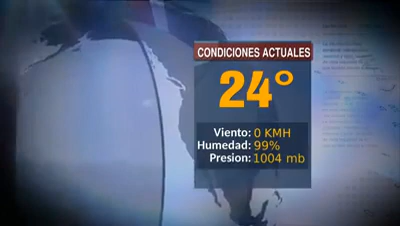 CONDICIONES ACTUALES
24°
Viento: 0 KMH
Humedad: 99%
Presion: 1004 mb